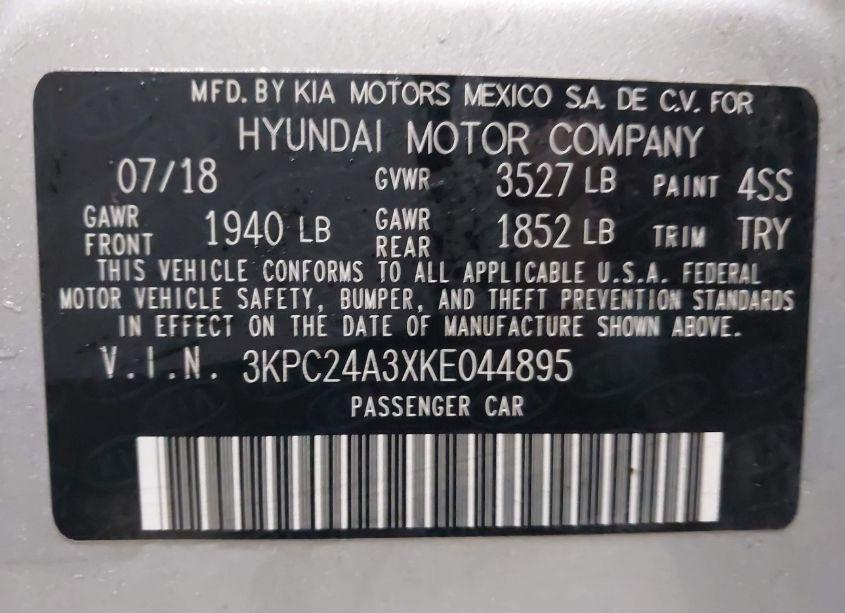 MFD. BY KIA MOTORS MEXICO S.A. DE C.V. FOR
HYUNDAI MOTOR COMPANY
07/18 GVWR 3527 LB PAINT 4SS
GAWR FRONT 1940 LB GAWR REAR 1852 LB TRIM TRY
THIS VEHICLE CONFORMS TO ALL APPLICABLE U.S.A. FEDERAL
MOTOR VEHICLE SAFETY, BUMPER, AND THEFT PREVENTION STANDARDS
IN EFFECT ON THE DATE OF MANUFACTURE SHOWN ABOVE.
V.I.N. 3KPC24A3XKE044895
PASSENGER CAR